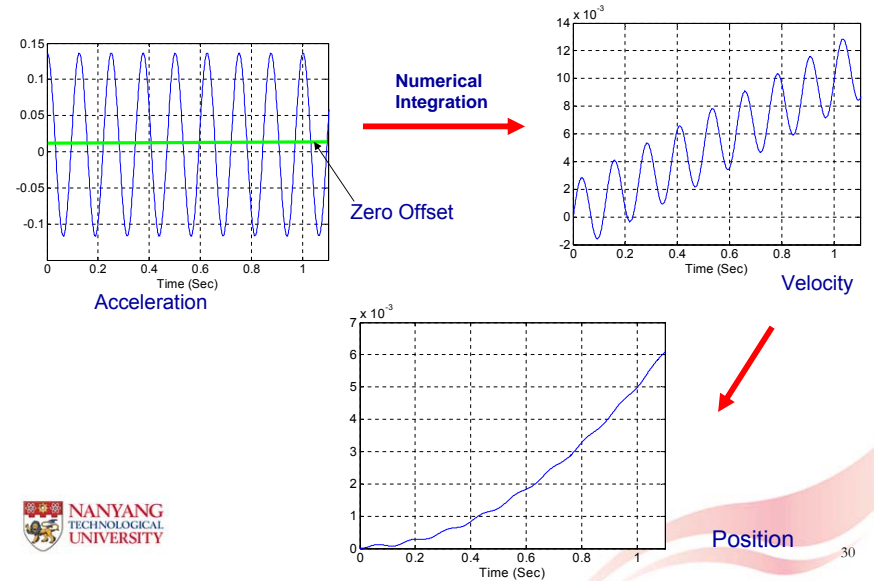 0.15
0.1
0.05
0
-0.05
-0.1
0 0.2 0.4 0.6 0.8 1
Time (Sec)
Acceleration
Zero Offset
Numerical
Integration
14 x 10-3
12
10
8
6
4
2
0
-2
0 0.2 0.4 0.6 0.8 1
Time (Sec)
Velocity
7 x 10-3
6
5
4
3
2
1
0
0 0.2 0.4 0.6 0.8 1
Time (Sec)
Position
NANYANG
TECHNOLOGICAL
UNIVERSITY
30